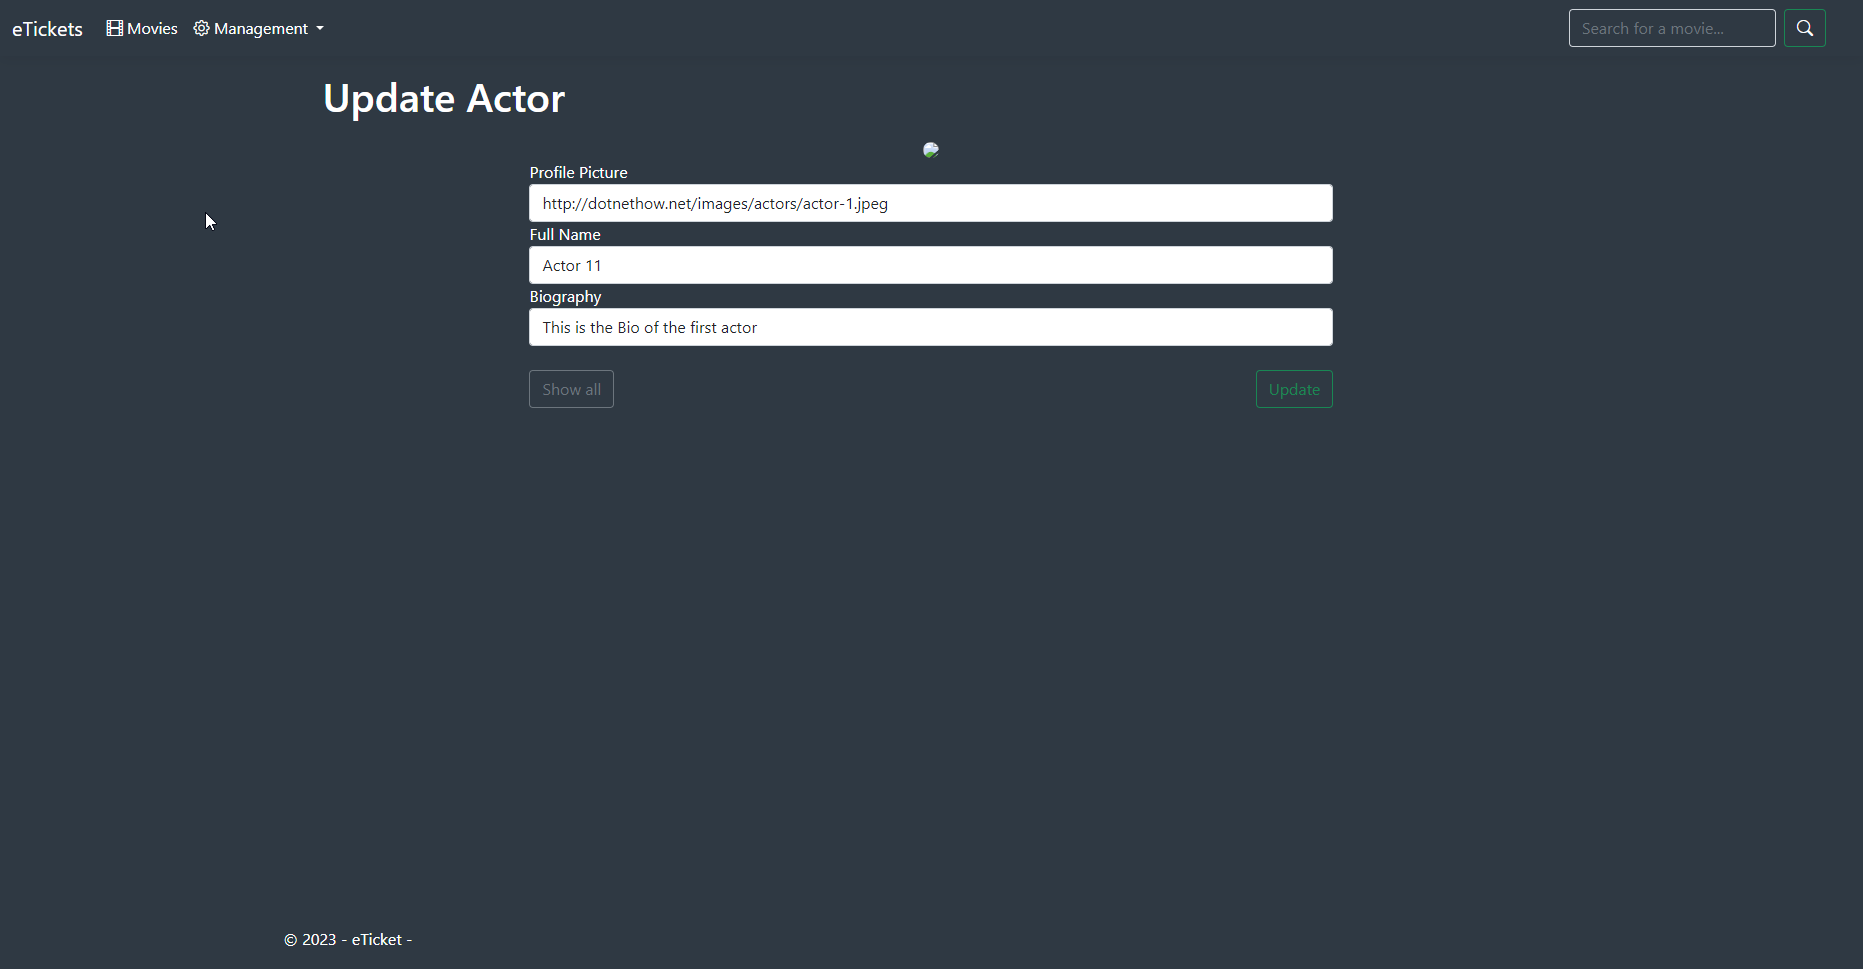 eTickets Movies Management Search for a movie...
Update Actor
Profile Picture
http://dotnethow.net/images/actors/actor-1.jpeg
Full Name
Actor 11
Biography
This is the Bio of the first actor
Show all Update
© 2023 - eTicket -